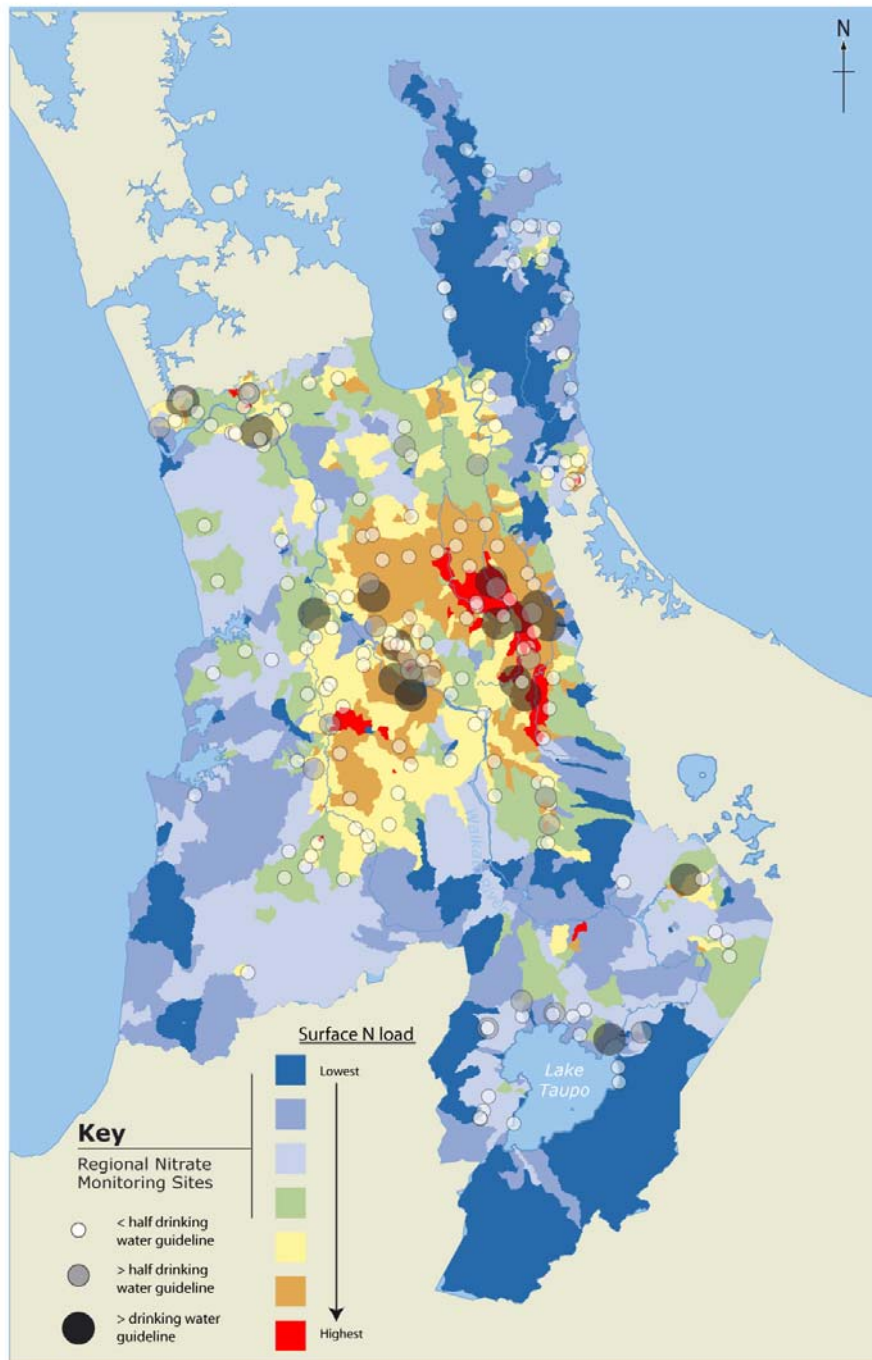 N
Waikato
Lake
Taupo
Surface N load
Lowest
Highest
Key
Regional Nitrate
Monitoring Sites
< half drinking
water guideline
> half drinking
water guideline
> drinking water
guideline